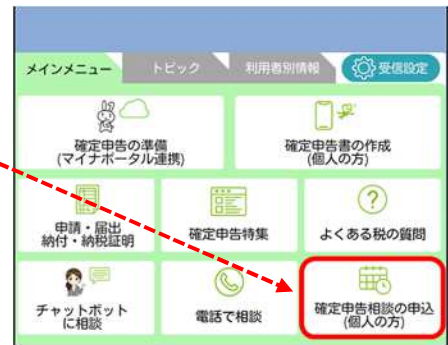 メインメニュー
トピック
利用者別情報
受信設定
確定申告の準備
(マイナポータル連携)
確定申告書の作成
(個人の方)
申請・届出
納付・納税証明
確定申告特集
よくある税の質問
チャットボット
に相談
電話で相談
確定申告相談の申込
(個人の方)